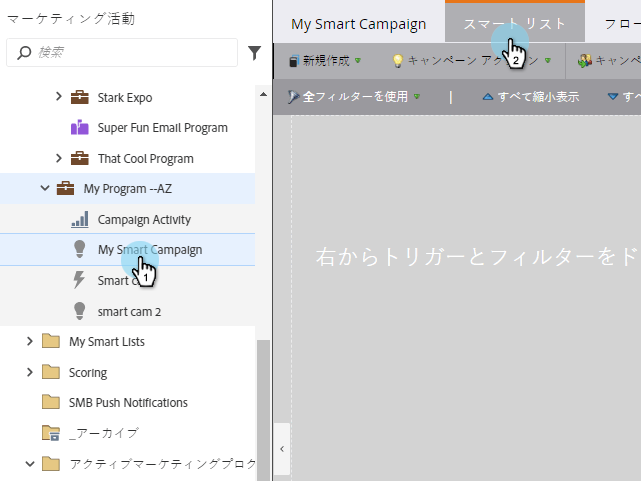 マーケティング活動
検索
Stark Expo
Super Fun Email Program
That Cool Program
My Program --AZ
Campaign Activity
My Smart Campaign
1
Smart c
smart cam 2
My Smart Lists
Scoring
SMB Push Notifications
_アーカイブ
アクティブマーケティングプログ
My Smart Campaign
スマート リスト
フロー
2
新規作成
キャンペーン アクション
キャンペ
全フィルターを使用
|
すべて縮小表示
すべ
右からトリガーとフィルターをド